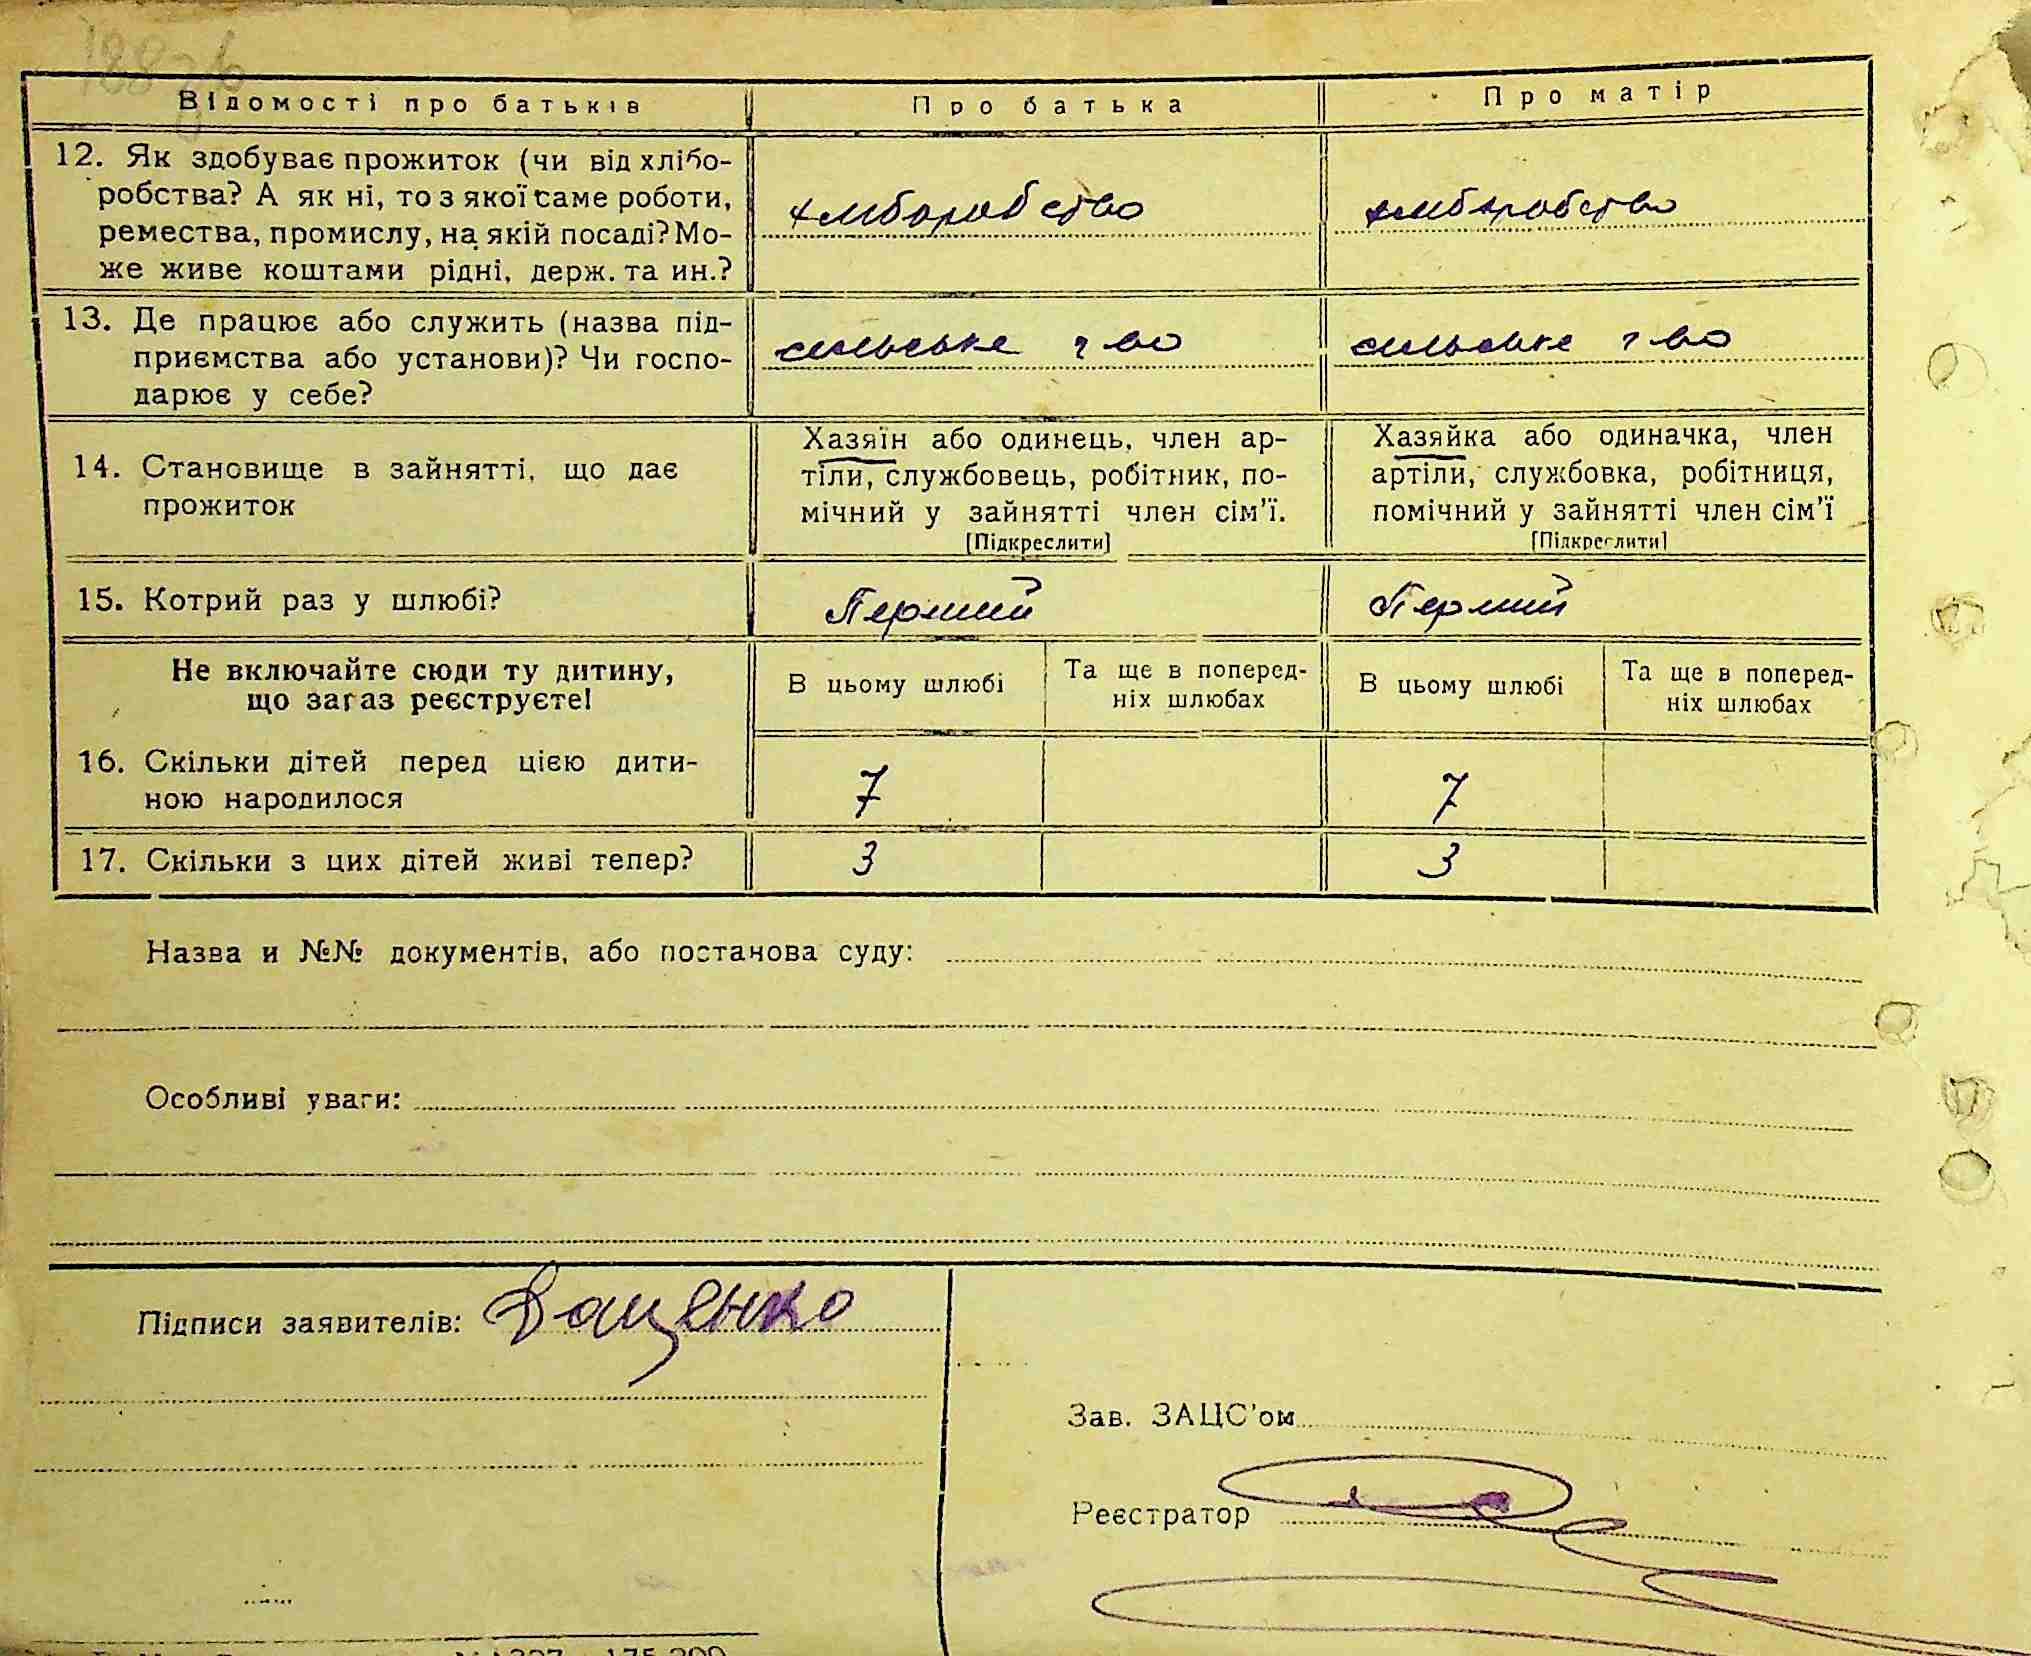 188 зв
Відомості про батьків
Про батька
Про матір
12. Як здобуває прожиток (чи від хлібо-
робства? А як ні, то з якої саме роботи,
ремества, промислу, на якій посаді? Мо-
же живе коштами рідні, держ. та ин.?
хліборобство
хліборобство
13. Де працює або служить (назва під-
приємства або установи)? Чи госпо-
дарює у себе?
сільське г-во
сільське г-во
14. Становище в зайнятті, що дає
прожиток
Хазяїн або одинець, член ар-
тіли, службовець, робітник, по-
мічний у зайнятті член сім'ї.
[Підкреслити]
Хазяйка або одиначка, член
артіли, службовка, робітниця,
помічний у зайнятті член сім'ї
[Підкреслити]
15. Котрий раз у шлюбі?
Перший
Перший
Не включайте сюди ту дитину,
що зараз реєструєте!
В цьому шлюбі
Та ще в поперед-
ніх шлюбах
В цьому шлюбі
Та ще в поперед-
ніх шлюбах
16. Скільки дітей перед цією дити-
ною народилося
7
7
17. Скільки з цих дітей живі тепер?
3
3
Назва и №№ документів, або постанова суду:
Особливі уваги:
Підписи заявителів: Даценко
Зав. ЗАЦС'ом
Реєстратор